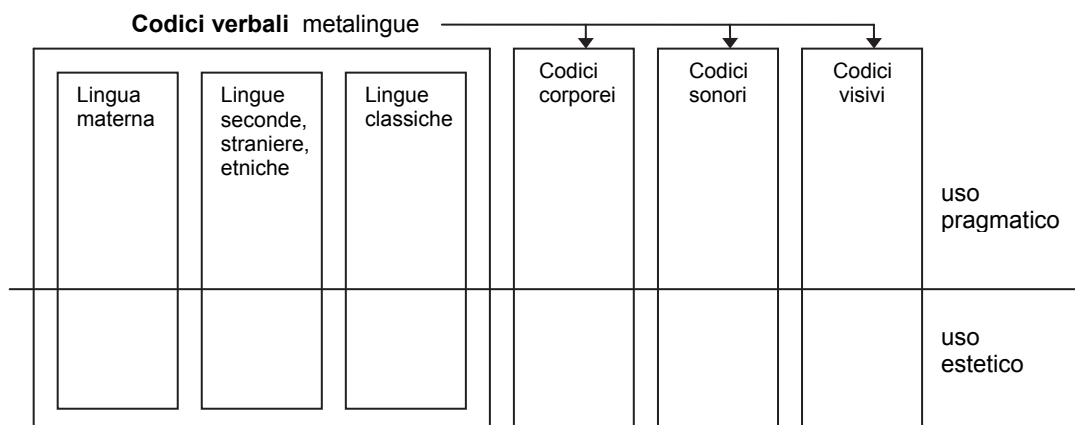 Codici verbali metalingue
Lingua
materna
Lingue
seconde,
straniere,
etniche
Lingue
classiche
Codici
corporei
Codici
sonori
Codici
visivi
uso
pragmatico
uso
estetico